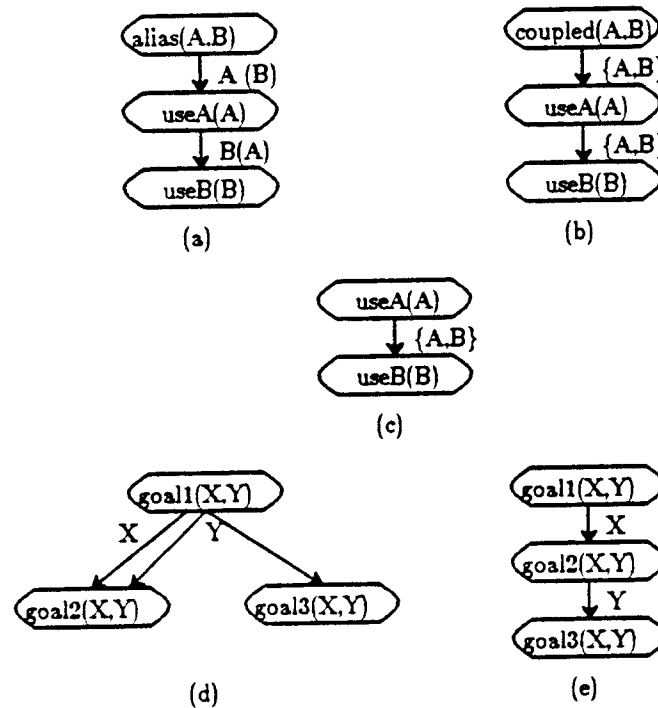 alias(A,B)
A (B)
useA(A)
B(A)
useB(B)
(a)
coupled(A,B)
{A,B}
useA(A)
{A,B}
useB(B)
(b)
useA(A)
{A,B}
useB(B)
(c)
goal1(X,Y)
X Y
goal2(X,Y) goal3(X,Y)
(d)
goal1(X,Y)
X
goal2(X,Y)
Y
goal3(X,Y)
(e)